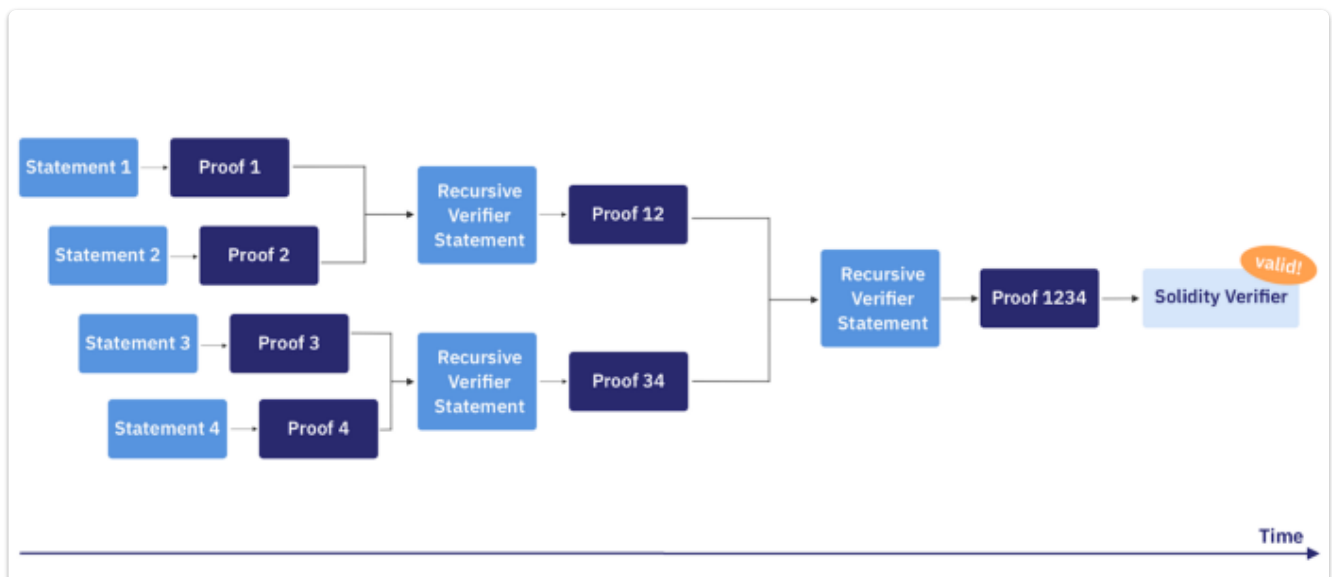 Statement 1
Proof 1
Statement 2
Proof 2
Statement 3
Proof 3
Statement 4
Proof 4
Recursive
Verifier
Statement
Proof 12
Recursive
Verifier
Statement
Proof 34
Recursive
Verifier
Statement
Proof 1234
valid!
Solidity Verifier
Time